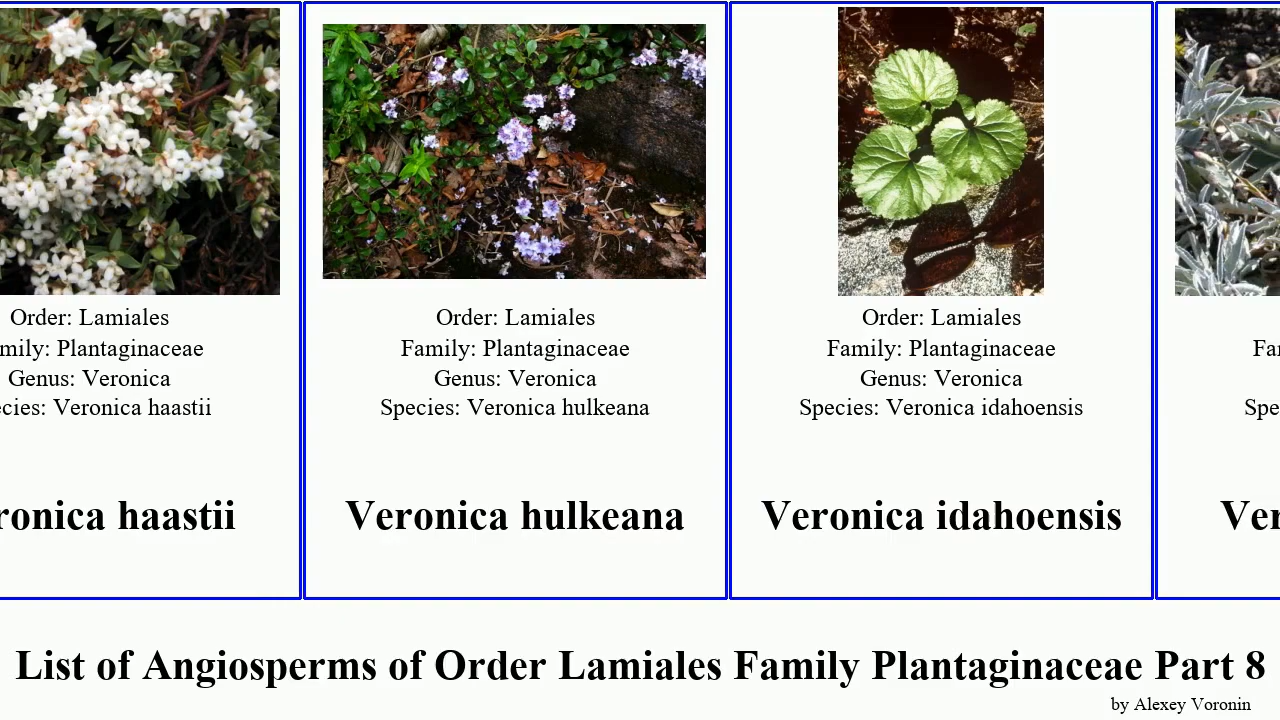 Order: Lamiales
mily: Plantaginaceae
Genus: Veronica
ecies: Veronica haastii
ronica haastii
Order: Lamiales
Family: Plantaginaceae
Genus: Veronica
Species: Veronica hulkeana
Veronica hulkeana
Order: Lamiales
Family: Plantaginaceae
Genus: Veronica
Species: Veronica idahoensis
Veronica idahoensis
Fa
Spe
Ver
List of Angiosperms of Order Lamiales Family Plantaginaceae Part 8
by Alexey Voronin